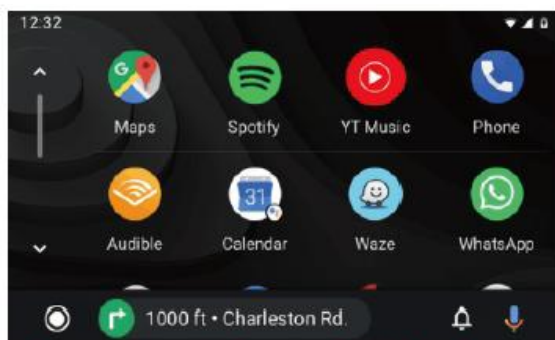 12:32
G
Maps Spotify YT Music Phone
31
Audible Calendar Waze WhatsApp
1000 ft • Charleston Rd.